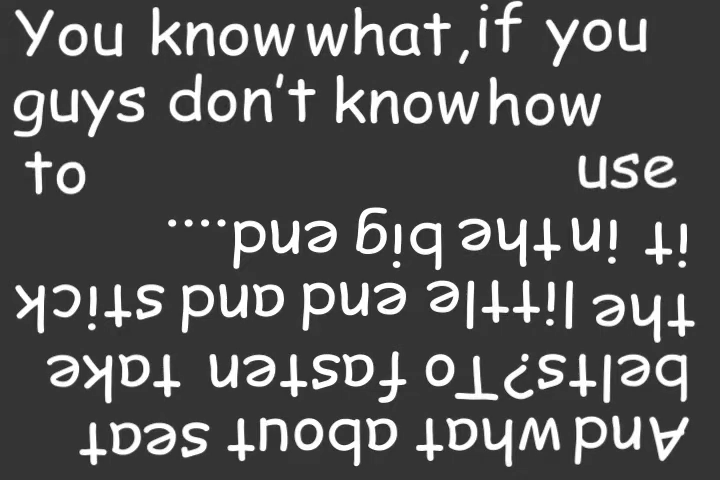 You know what, if you
guys don't know how
to use
And what about seat
belts? To fasten take
the little end and stick
it in the big end....